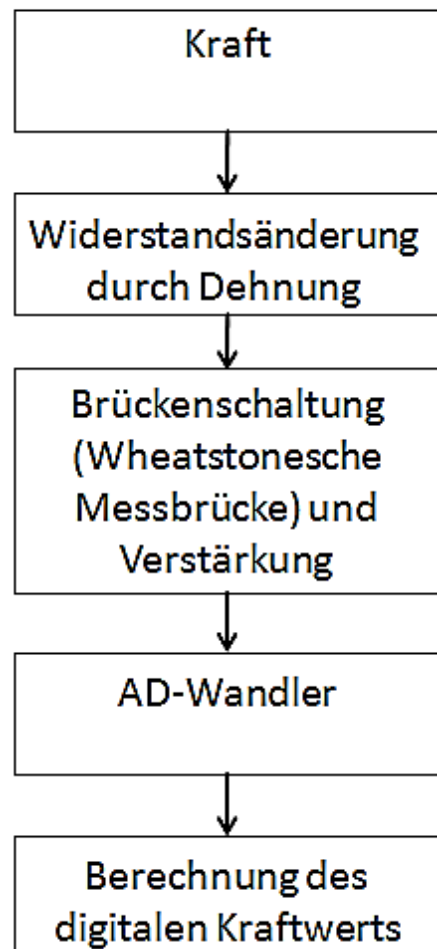 Kraft
Widerstandsänderung
durch Dehnung
Brückenschaltung
(Wheatstonesche
Messbrücke) und
Verstärkung
AD-Wandler
Berechnung des
digitalen Kraftwerts